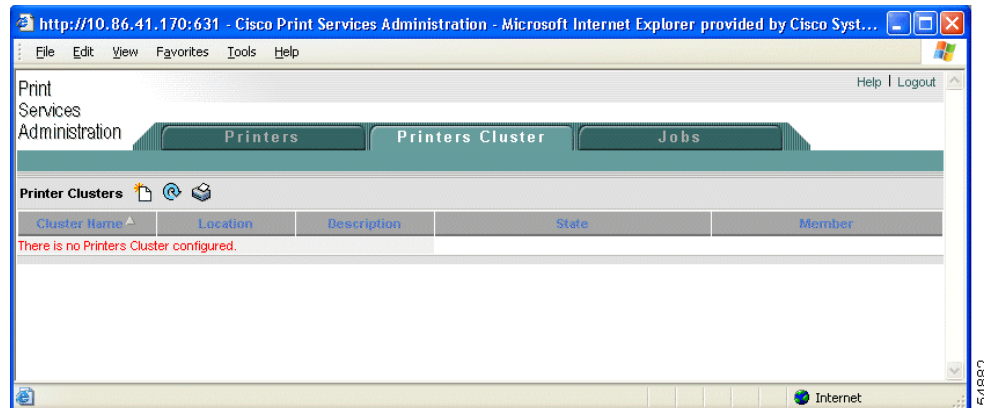 http://10.86.41.170:631 - Cisco Print Services Administration - Microsoft Internet Explorer provided by Cisco Syst...
File Edit View Favorites Tools Help
Help | Logout
Print
Services
Administration
Printers Printers Cluster Jobs
Printer Clusters
Cluster Name Location Description State Member
There is no Printers Cluster configured.
Internet